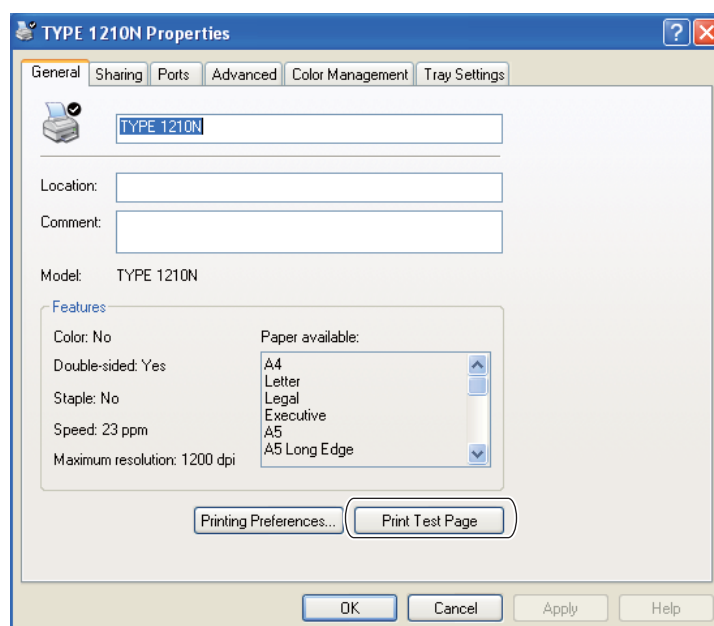 TYPE 1210N Properties
General Sharing Ports Advanced Color Management Tray Settings
TYPE 1210N
Location:
Comment:
Model: TYPE 1210N
Features
Color: No
Paper available:
Double-sided: Yes
Staple: No
Speed: 23 ppm
Maximum resolution: 1200 dpi
A4
Letter
Legal
Executive
A5
A5 Long Edge
Printing Preferences... Print Test Page
OK Cancel Apply Help